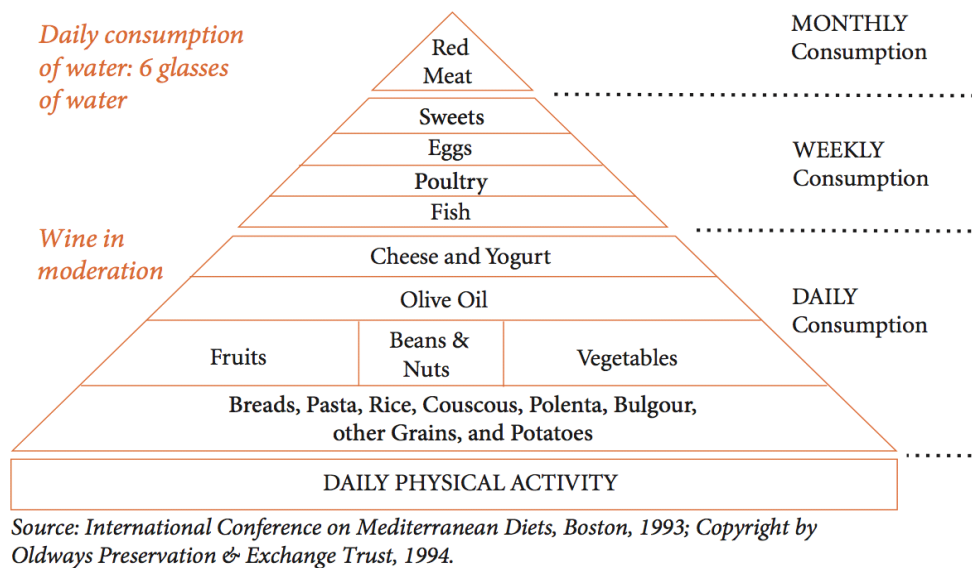 Daily consumption
of water: 6 glasses
of water
Wine in
moderation
Red
Meat
Sweets
Eggs
Poultry
Fish
Cheese and Yogurt
Olive Oil
Fruits
Beans &
Nuts
Vegetables
Breads, Pasta, Rice, Couscous, Polenta, Bulgour,
other Grains, and Potatoes
DAILY PHYSICAL ACTIVITY
MONTHLY
Consumption
WEEKLY
Consumption
DAILY
Consumption
Source: International Conference on Mediterranean Diets, Boston, 1993; Copyright by
Oldways Preservation & Exchange Trust, 1994.